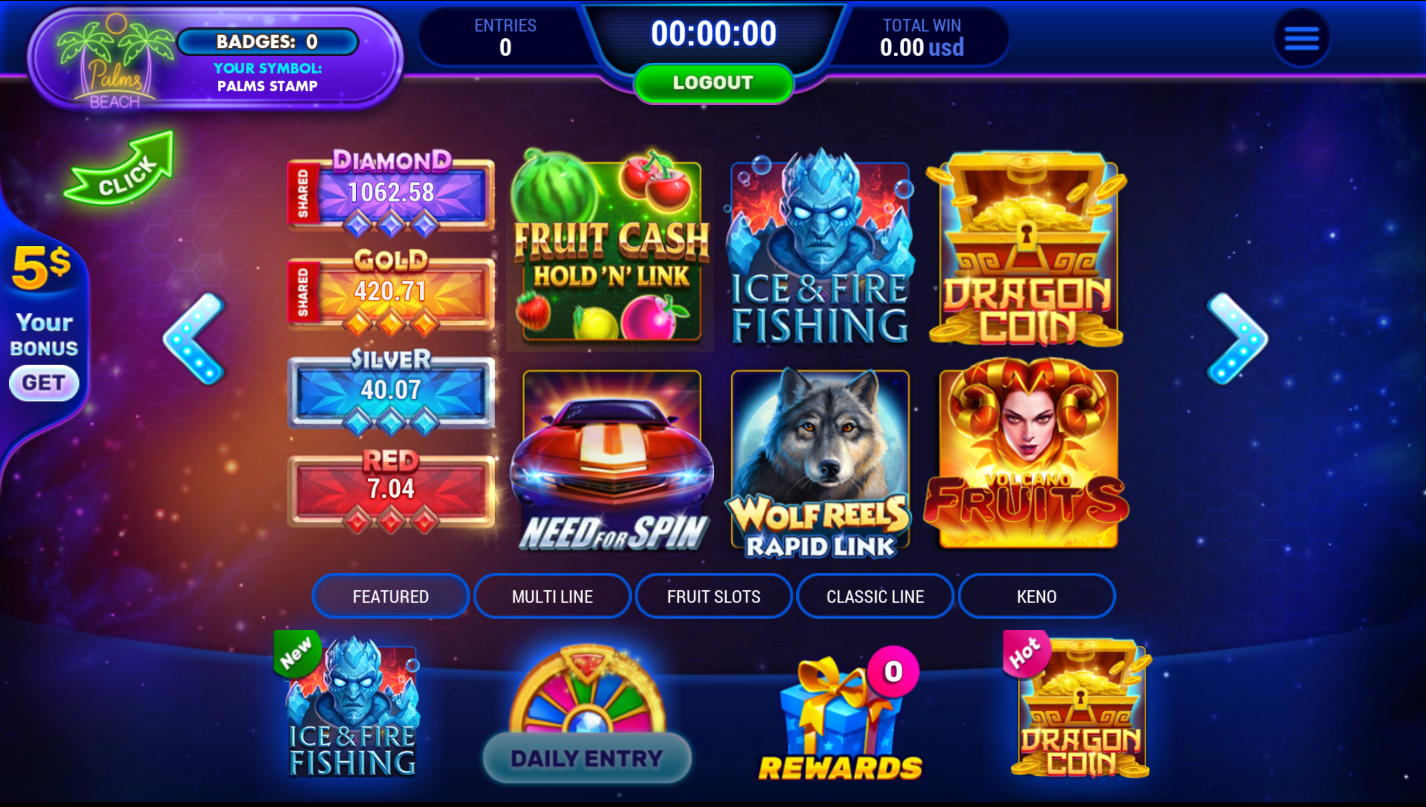 Palms
BEACH
BADGES: 0
YOUR SYMBOL:
PALMS STAMP
ENTRIES
0
00:00:00
LOGOUT
TOTAL WIN
0.00 usd
CLICK
5$
Your
BONUS
GET
DIAMOND
SHARED
1062.58
GOLD
SHARED
420.71
SILVER
40.07
RED
7.04
FRUIT CASH
HOLD 'N' LINK
ICE & FIRE
FISHING
DRAGON
COIN
NEED FOR SPIN
WOLF REELS
RAPID LINK
VOLCANO
FRUITS
FEATURED
MULTI LINE
FRUIT SLOTS
CLASSIC LINE
KENO
New
ICE & FIRE
FISHING
DAILY ENTRY
0
REWARDS
Hot
DRAGON
COIN